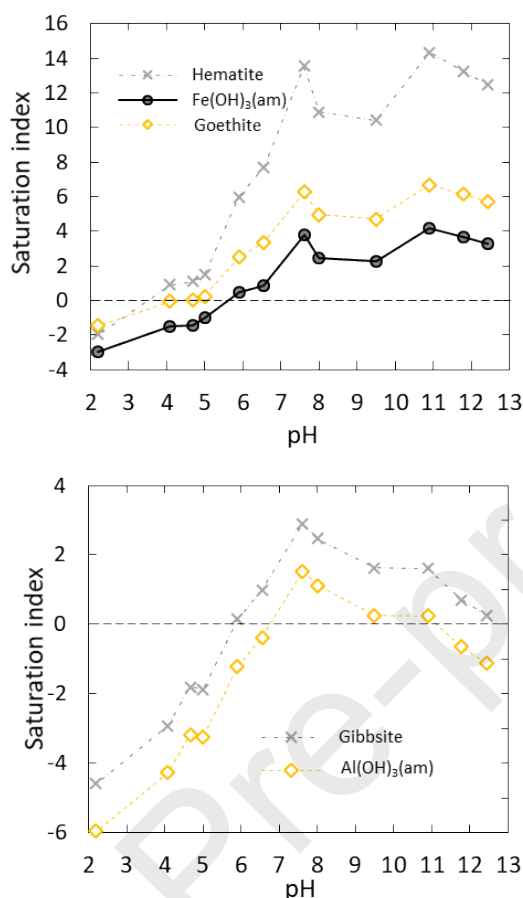 16
14
12
10
8
6
4
2
0
-2
-4
Saturation index
Hematite
Fe(OH)3(am)
Goethite
2 3 4 5 6 7 8 9 10 11 12 13
pH
4
2
0
-2
-4
-6
Saturation index
Gibbsite
Al(OH)3(am)
2 3 4 5 6 7 8 9 10 11 12 13
pH
Pre-pr